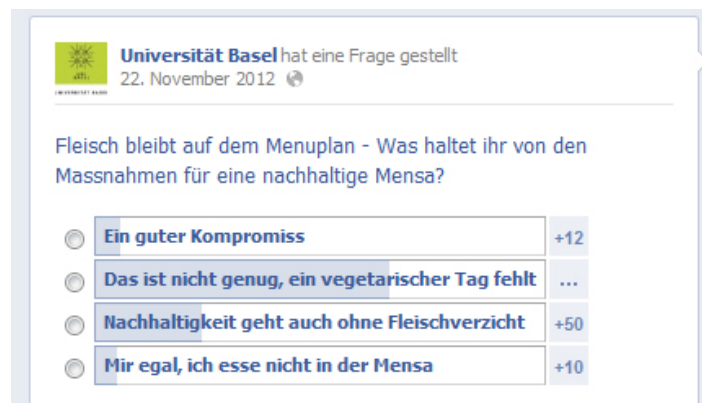 Universität Basel hat eine Frage gestellt
22. November 2012
Fleisch bleibt auf dem Menuplan - Was haltet ihr von den
Massnahmen für eine nachhaltige Mensa?
Ein guter Kompromiss +12
Das ist nicht genug, ein vegetarischer Tag fehlt ...
Nachhaltigkeit geht auch ohne Fleischverzicht +50
Mir egal, ich esse nicht in der Mensa +10